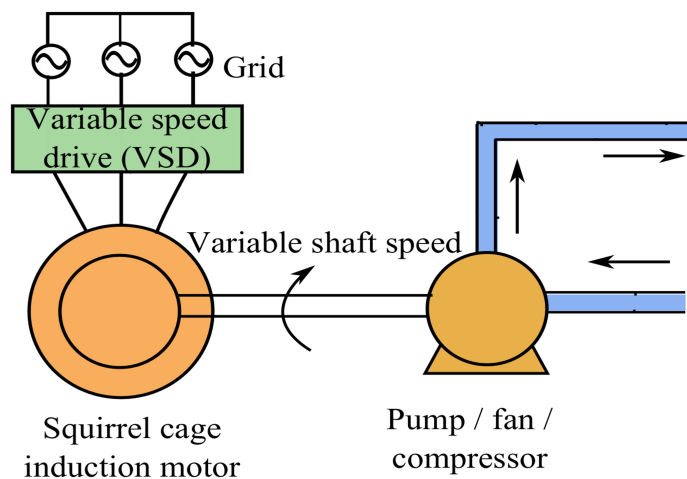 Grid
Variable speed
drive (VSD)
Variable shaft speed
Squirrel cage
induction motor
Pump / fan /
compressor